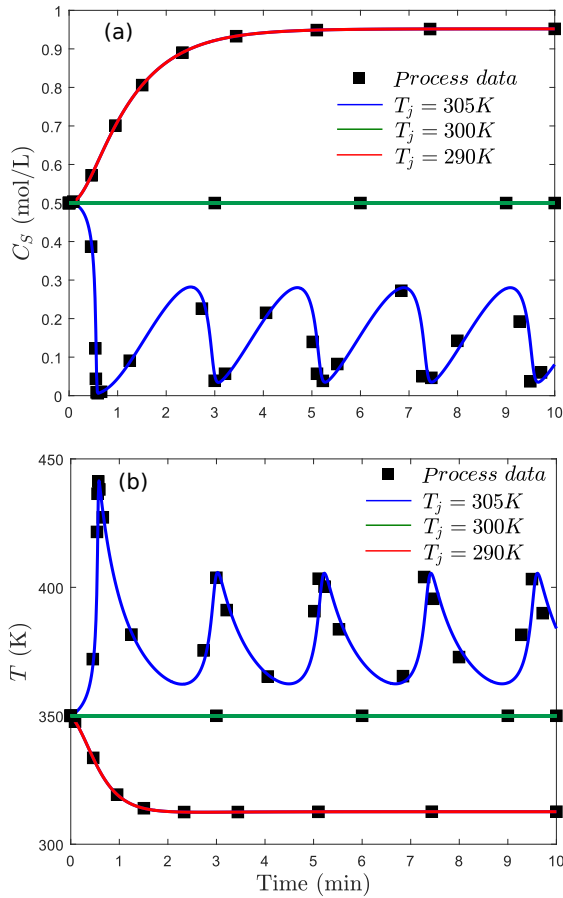 (a)
C_S (mol/L)
1
0.9
0.8
0.7
0.6
0.5
0.4
0.3
0.2
0.1
0
Process data
T_j = 305K
T_j = 300K
T_j = 290K
0 1 2 3 4 5 6 7 8 9 10
(b)
T (K)
450
400
350
300
Process data
T_j = 305K
T_j = 300K
T_j = 290K
0 1 2 3 4 5 6 7 8 9 10
Time (min)